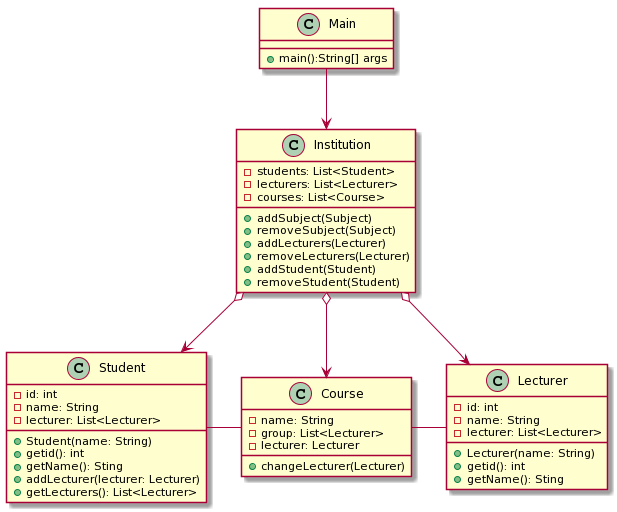 C Main
main():String[] args
C Institution
students: List<Student>
lecturers: List<Lecturer>
courses: List<Course>
addSubject(Subject)
removeSubject(Subject)
addLecturers(Lecturer)
removeLecturers(Lecturer)
addStudent(Student)
removeStudent(Student)
C Student
id: int
name: String
lecturer: List<Lecturer>
Student(name: String)
getid(): int
getName(): Sting
addLecturer(lecturer: Lecturer)
getLecturers(): List<Lecturer>
C Course
name: String
group: List<Lecturer>
lecturer: Lecturer
changeLecturer(Lecturer)
C Lecturer
id: int
name: String
lecturer: List<Lecturer>
Lecturer(name: String)
getid(): int
getName(): Sting